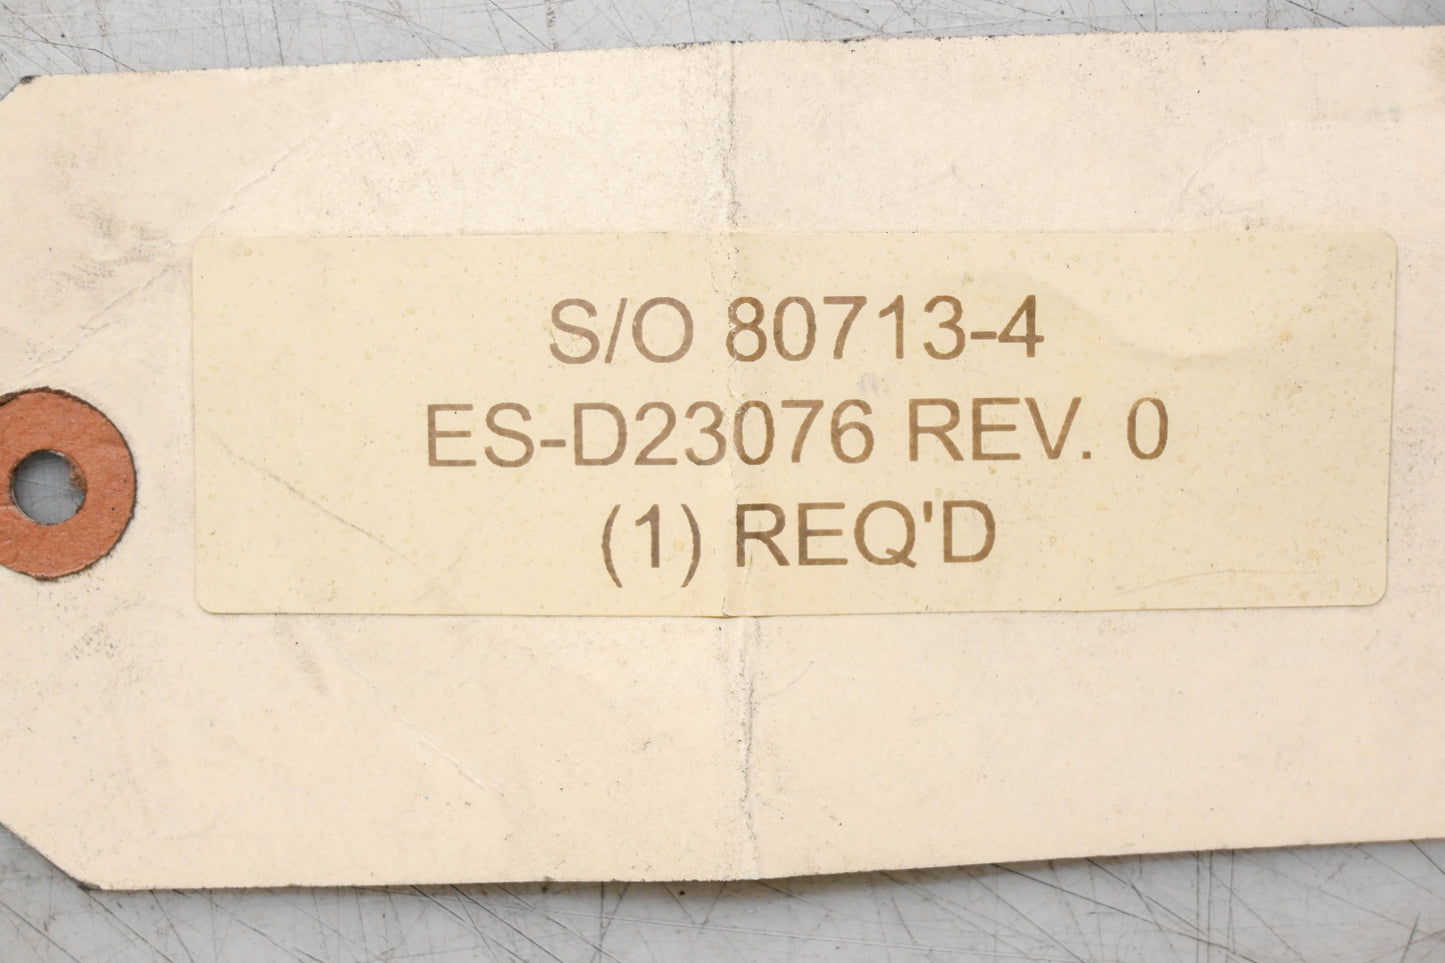 S/O 80713-4
ES-D23076 REV. 0
(1) REQ'D